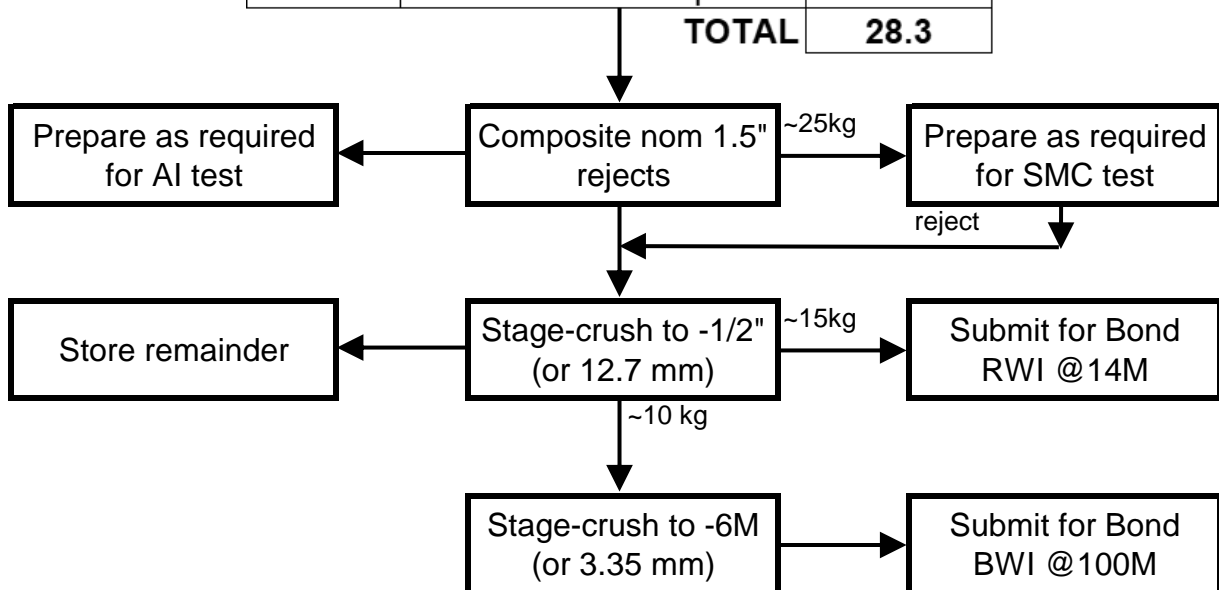 TOTAL 28.3
Prepare as required
for AI test
Composite nom 1.5"
rejects
~25kg
Prepare as required
for SMC test
reject
Store remainder
Stage-crush to -1/2"
(or 12.7 mm)
~15kg
Submit for Bond
RWI @14M
~10 kg
Stage-crush to -6M
(or 3.35 mm)
Submit for Bond
BWI @100M